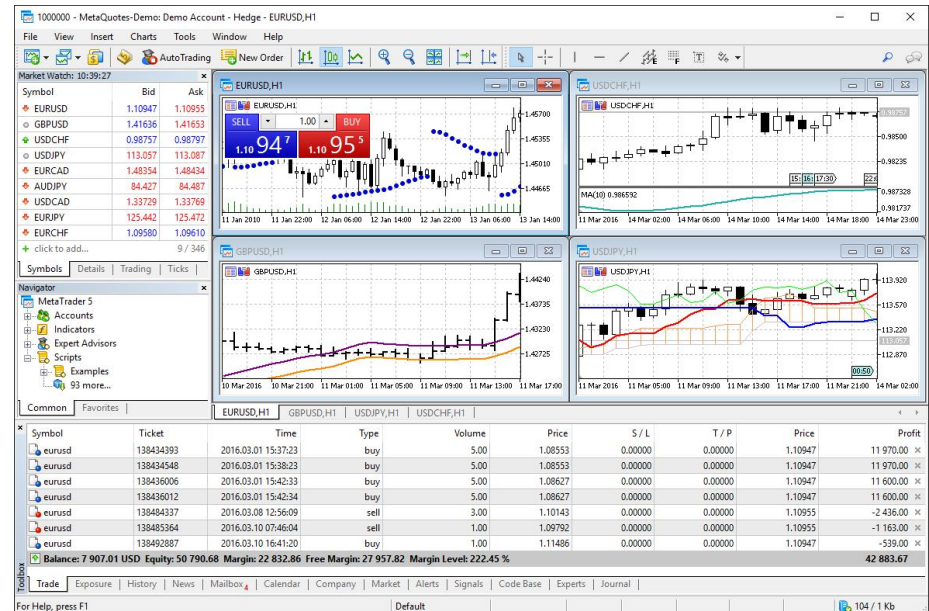 1000000 - MetaQuotes-Demo: Demo Account - Hedge - EURUSD,H1
File View Insert Charts Tools Window Help
AutoTrading New Order
Market Watch: 10:39:27
Symbol Bid Ask
EURUSD 1.10947 1.10955
GBPUSD 1.41636 1.41653
USDCHF 0.98757 0.98797
USDJPY 113.057 113.087
EURCAD 1.48354 1.48434
AUDJPY 84.427 84.487
USDCAD 1.33729 1.33769
EURJPY 125.442 125.472
EURCHF 1.09580 1.09610
click to add... 9 / 346
Symbols Details Trading Ticks
Navigator
MetaTrader 5
Accounts
Indicators
Expert Advisors
Scripts
Examples
93 more...
Common Favorites
EURUSD,H1
EURUSD,H1
SELL 1.00 BUY
1.10 94 7 1.10 95 5
1.45700
1.45355
1.45010
1.44665
11 Jan 2010 11 Jan 22:00 12 Jan 06:00 12 Jan 14:00 12 Jan 22:00 13 Jan 06:00 13 Jan 14:00
USDCHF,H1
USDCHF,H1
0.98757
0.98500
0.98235
15: 16: 17:30
MA(10) 0.986592
0.987328
0.981737
11 Mar 2016 14 Mar 02:00 14 Mar 06:00 14 Mar 10:00 14 Mar 14:00 14 Mar 18:00 14 Mar 23:00
GBPUSD,H1
GBPUSD,H1
1.44240
1.43735
1.43230
1.42725
10 Mar 2016 10 Mar 21:00 11 Mar 01:00 11 Mar 05:00 11 Mar 09:00 11 Mar 13:00 11 Mar 17:00
USDJPY,H1
USDJPY,H1
113.920
113.570
113.220
113.057
112.870
00:50
11 Mar 2016 11 Mar 05:00 11 Mar 09:00 11 Mar 13:00 11 Mar 17:00 11 Mar 21:00 14 Mar 02:00
EURUSD,H1 GBPUSD,H1 USDJPY,H1 USDCHF,H1
Symbol Ticket Time Type Volume Price S / L T / P Price Profit
eurusd 138434393 2016.03.01 15:37:23 buy 5.00 1.08553 0.00000 0.00000 1.10947 11 970.00
eurusd 138434548 2016.03.01 15:38:23 buy 5.00 1.08553 0.00000 0.00000 1.10947 11 970.00
eurusd 138436006 2016.03.01 15:42:33 buy 5.00 1.08627 0.00000 0.00000 1.10947 11 600.00
eurusd 138436012 2016.03.01 15:42:34 buy 5.00 1.08627 0.00000 0.00000 1.10947 11 600.00
eurusd 138484337 2016.03.08 12:56:09 sell 3.00 1.10143 0.00000 0.00000 1.10955 -2 436.00
eurusd 138485364 2016.03.10 07:46:04 sell 1.00 1.09792 0.00000 0.00000 1.10955 -1 163.00
eurusd 138492887 2016.03.10 16:41:20 buy 1.00 1.11486 0.00000 0.00000 1.10947 -539.00
Balance: 7 907.01 USD Equity: 50 790.68 Margin: 22 832.86 Free Margin: 27 957.82 Margin Level: 222.45 % 42 883.67
Toolbox
Trade Exposure History News Mailbox 4 Calendar Company Market Alerts Signals Code Base Experts Journal
For Help, press F1 Default 104 / 1 Kb